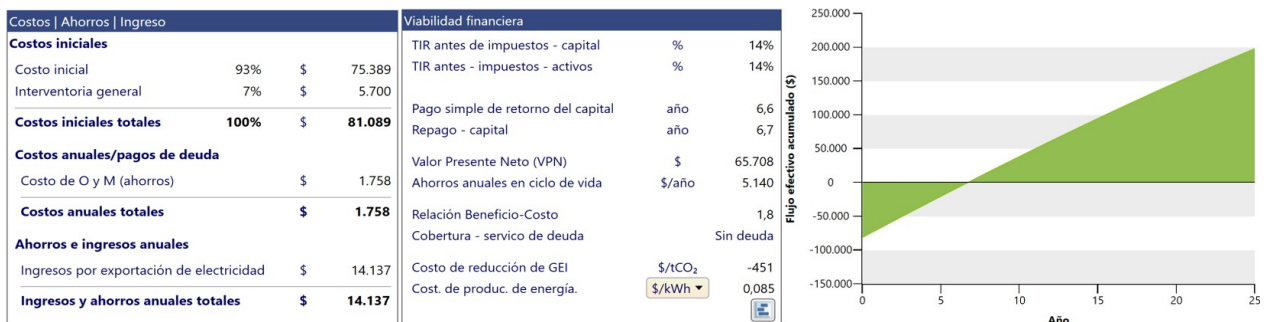 Costos | Ahorros | Ingreso
Costos iniciales
Costo inicial 93% $ 75.389
Interventoria general 7% $ 5.700
Costos iniciales totales 100% $ 81.089
Costos anuales/pagos de deuda
Costo de O y M (ahorros) $ 1.758
Costos anuales totales $ 1.758
Ahorros e ingresos anuales
Ingresos por exportación de electricidad $ 14.137
Ingresos y ahorros anuales totales $ 14.137
Viabilidad financiera
TIR antes de impuestos - capital % 14%
TIR antes - impuestos - activos % 14%
Pago simple de retorno del capital año 6,6
Repago - capital año 6,7
Valor Presente Neto (VPN) $ 65.708
Ahorros anuales en ciclo de vida $/año 5.140
Relación Beneficio-Costo 1,8
Cobertura - servico de deuda Sin deuda
Costo de reducción de GEI $/tCO₂ -451
Cost. de produc. de energía. $/kWh 0,085
Flujo efectivo acumulado ($)
250.000
200.000
150.000
100.000
50.000
0
-50.000
-100.000
-150.000
0 5 10 15 20 25
Año